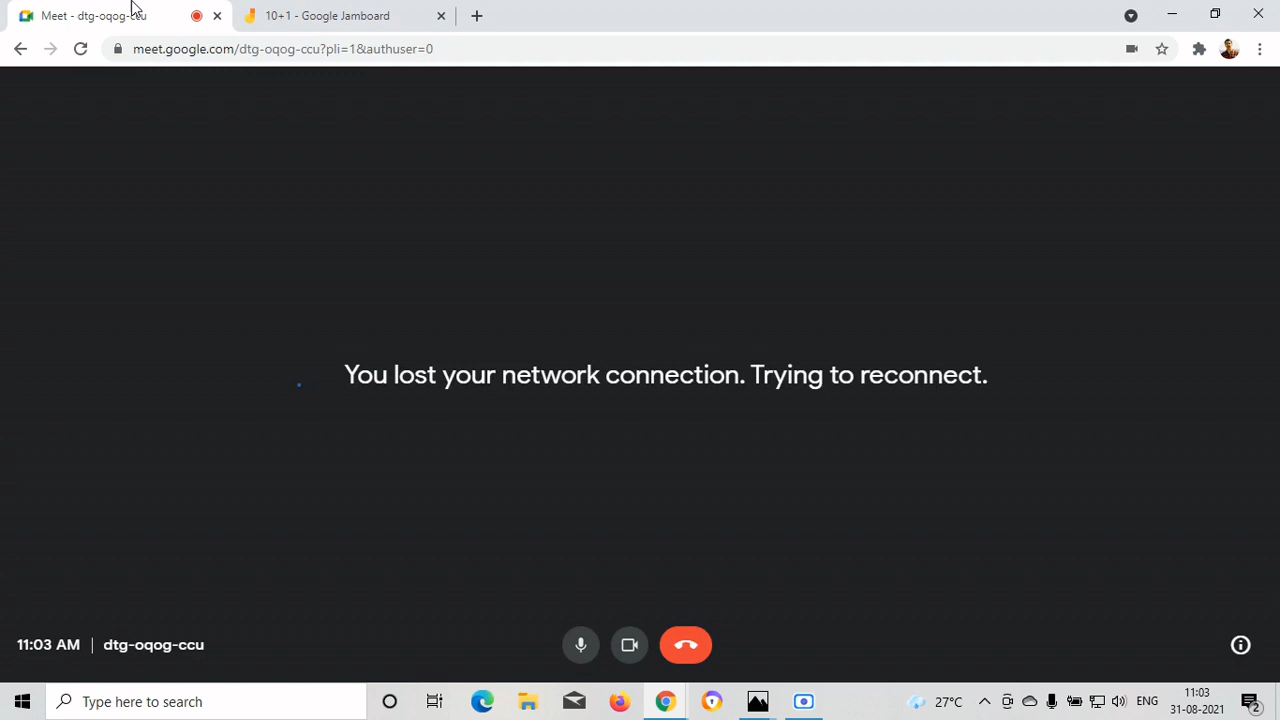 Meet - dtg-oqog-ccu
10+1 - Google Jamboard
meet.google.com/dtg-oqog-ccu?pli=1&authuser=0
You lost your network connection. Trying to reconnect.
11:03 AM | dtg-oqog-ccu
Type here to search
27°C
ENG
11:03
31-08-2021
2